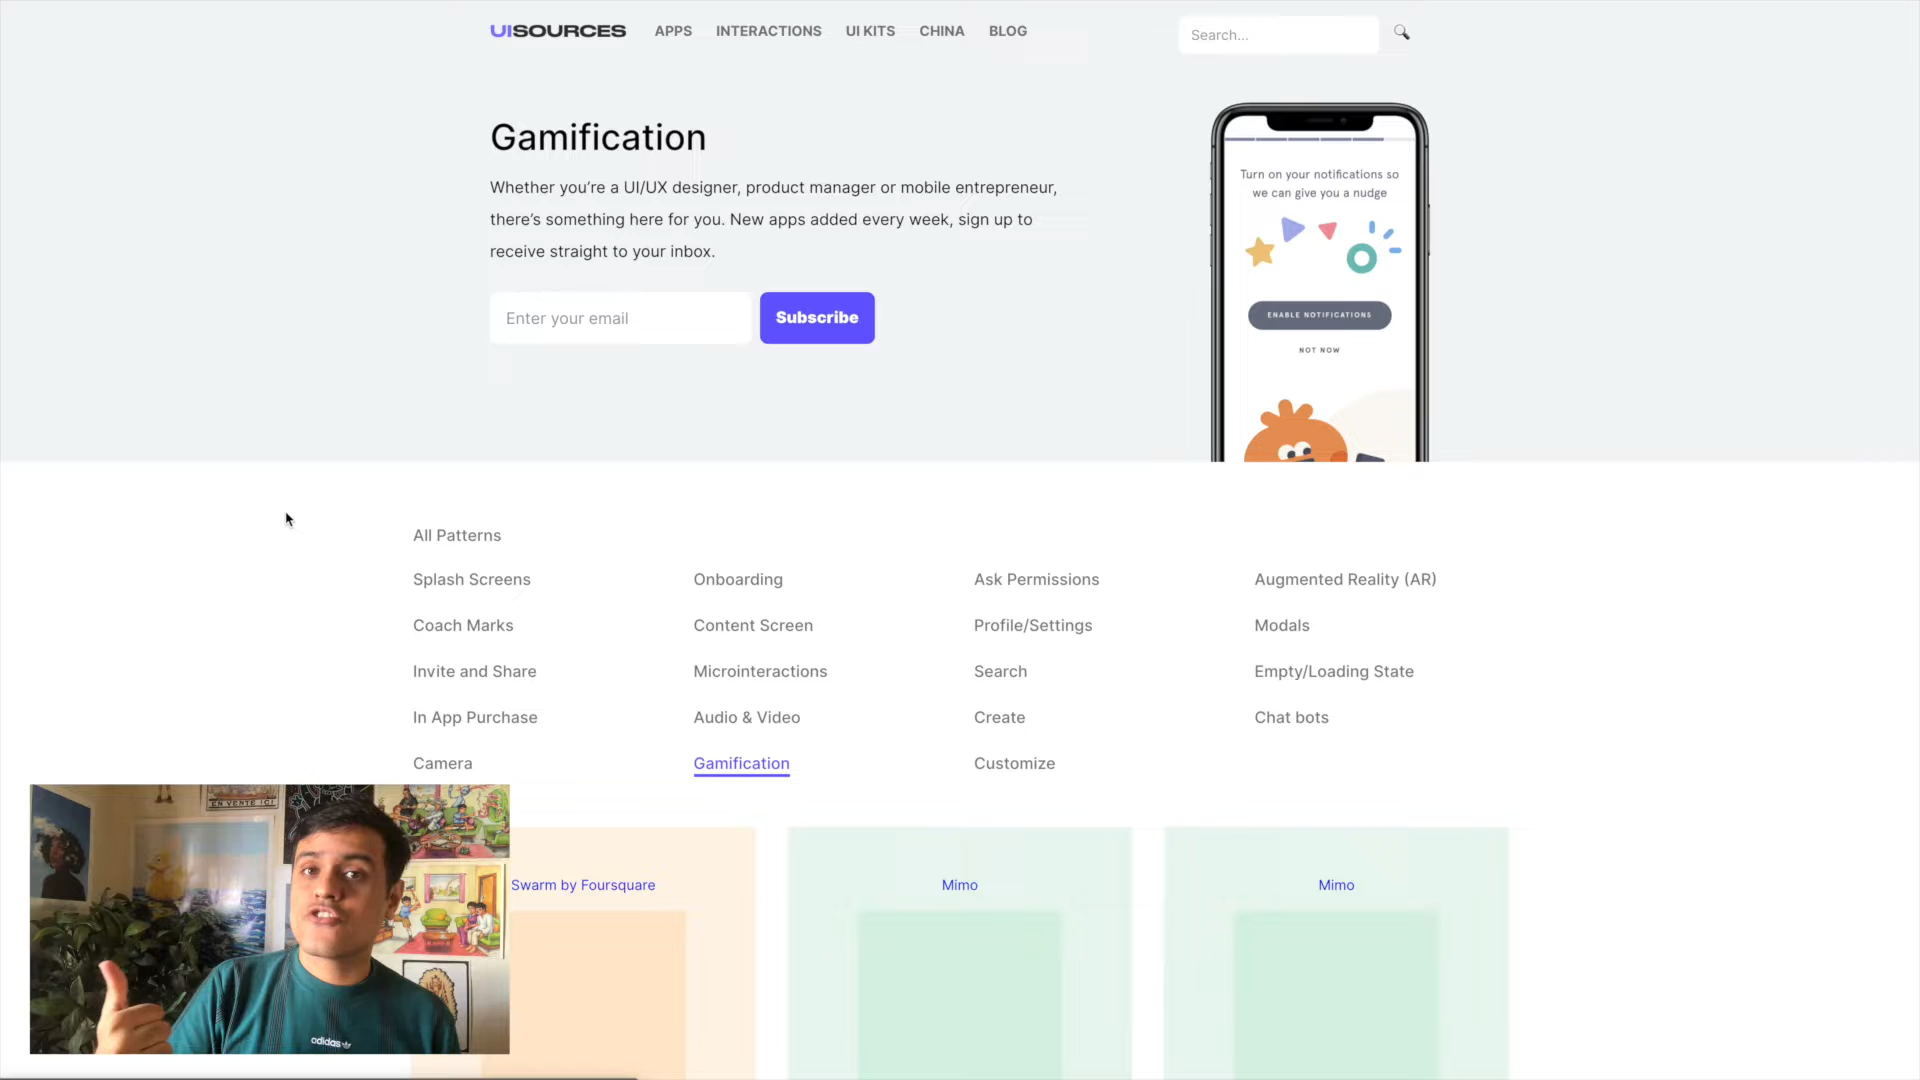 UISOURCES APPS INTERACTIONS UI KITS CHINA BLOG Search...
Gamification
Whether you’re a UI/UX designer, product manager or mobile entrepreneur,
there’s something here for you. New apps added every week, sign up to
receive straight to your inbox.
Enter your email Subscribe
Turn on your notifications so
we can give you a nudge
ENABLE NOTIFICATIONS
NOT NOW
All Patterns
Splash Screens Onboarding Ask Permissions Augmented Reality (AR)
Coach Marks Content Screen Profile/Settings Modals
Invite and Share Microinteractions Search Empty/Loading State
In App Purchase Audio & Video Create Chat bots
Camera Gamification Customize
Swarm by Foursquare Mimo Mimo
EN VENTE ICI
adidas